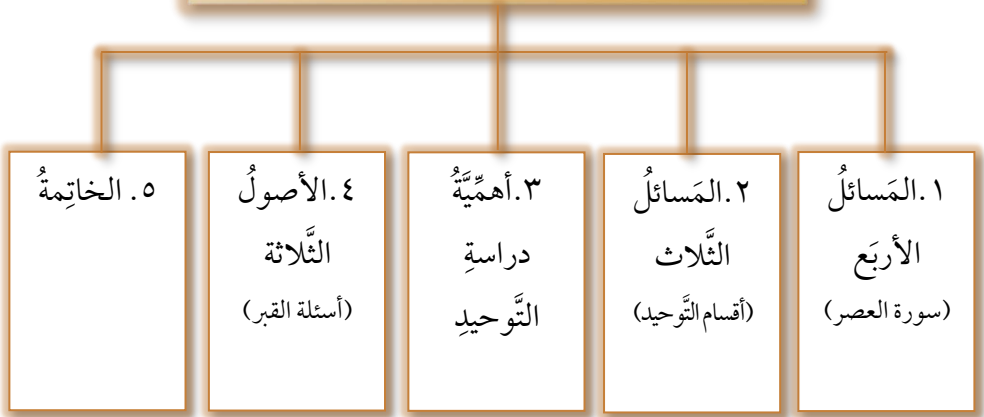 ١. المَسائلُ
الأربَع
(سورة العصر)
٢. المَسائلُ
الثَّلاث
(أقسام التَّوحيد)
٣. أهمِّيَّةُ
دراسةِ
التَّوحيدِ
٤. الأصولُ
الثَّلاثة
(أسئلة القبر)
٥. الخاتِمةُ